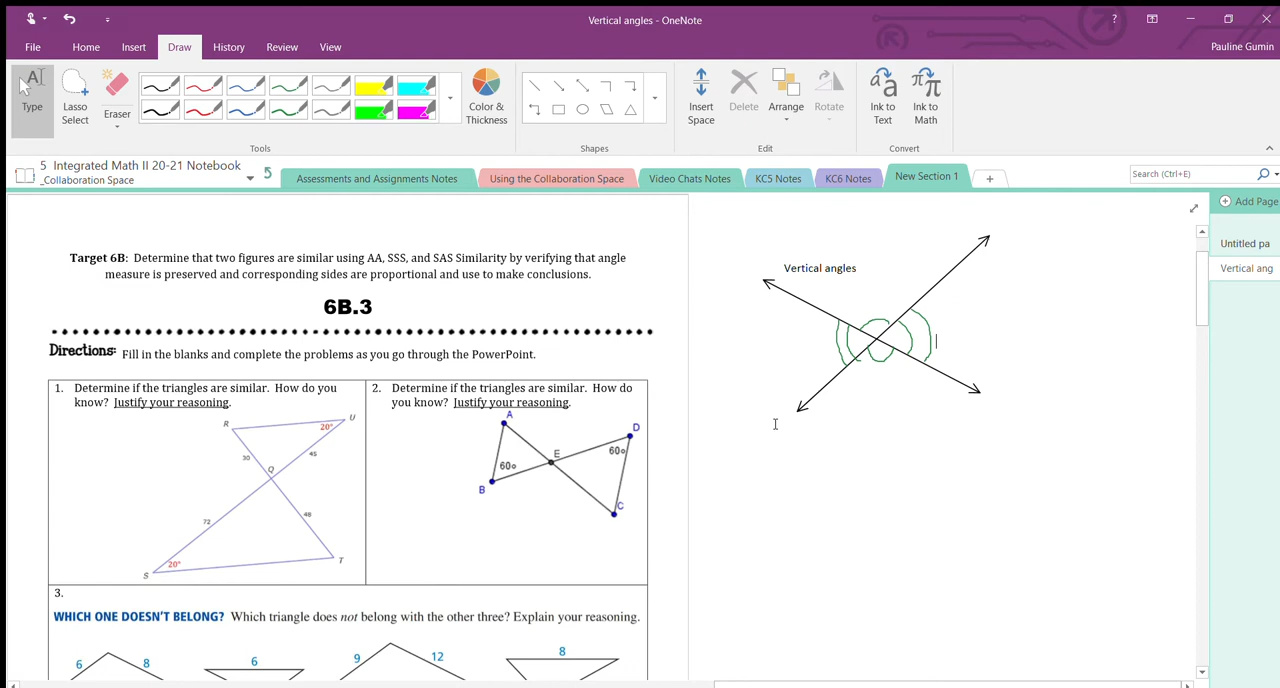 Vertical angles - OneNote
?
File Home Insert Draw History Review View
Pauline Gumin
Type
Lasso Select
Eraser
Color & Thickness
Insert Space
Delete
Arrange
Rotate
Ink to Text
Ink to Math
Tools
Shapes
Edit
Convert
5 Integrated Math II 20-21 Notebook
_Collaboration Space
5
Assessments and Assignments Notes
Using the Collaboration Space
Video Chats Notes
KC5 Notes
KC6 Notes
New Section 1
+
Search (Ctrl+E)
Add Page
Untitled pa
Vertical ang
Target 6B: Determine that two figures are similar using AA, SSS, and SAS Similarity by verifying that angle
measure is preserved and corresponding sides are proportional and use to make conclusions.
6B.3
Directions: Fill in the blanks and complete the problems as you go through the PowerPoint.
1. Determine if the triangles are similar. How do you
know? Justify your reasoning.
R
U
20°
30
45
Q
72
48
T
S
20°
2. Determine if the triangles are similar. How do
you know? Justify your reasoning.
A
D
E
60o
60o
B
C
3.
WHICH ONE DOESN'T BELONG? Which triangle does not belong with the other three? Explain your reasoning.
6 8 6 9 12 8
Vertical angles